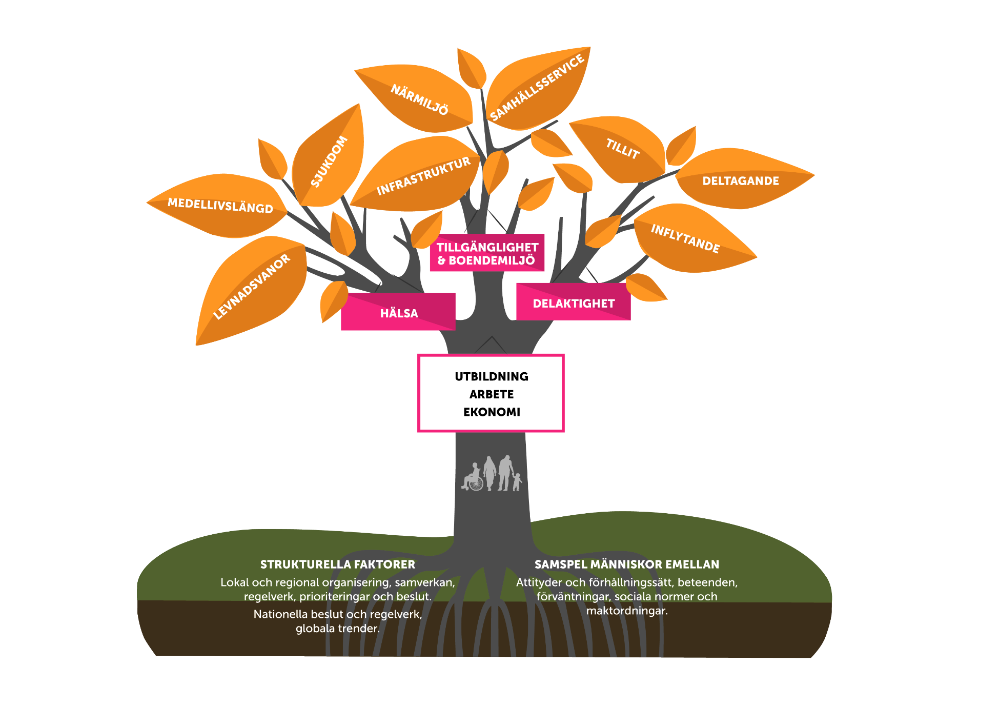 SAMHÄLLSSERVICE
NÄRMILJÖ
SJUKDOM
TILLIT
INFRASTRUKTUR
DELTAGANDE
MEDELLIVSLÄNGD
INFLYTANDE
LEVNADSVANOR
TILLGÄNGLIGHET
& BOENDEMILJÖ
HÄLSA
DELAKTIGHET
UTBILDNING
ARBETE
EKONOMI
STRUKTURELLA FAKTORER
Lokal och regional organisering, samverkan,
regelverk, prioriteringar och beslut.
Nationella beslut och regelverk,
globala trender.
SAMSPEL MÄNNISKOR EMELLAN
Attityder och förhållningssätt, beteenden,
förväntningar, sociala normer och
maktordningar.